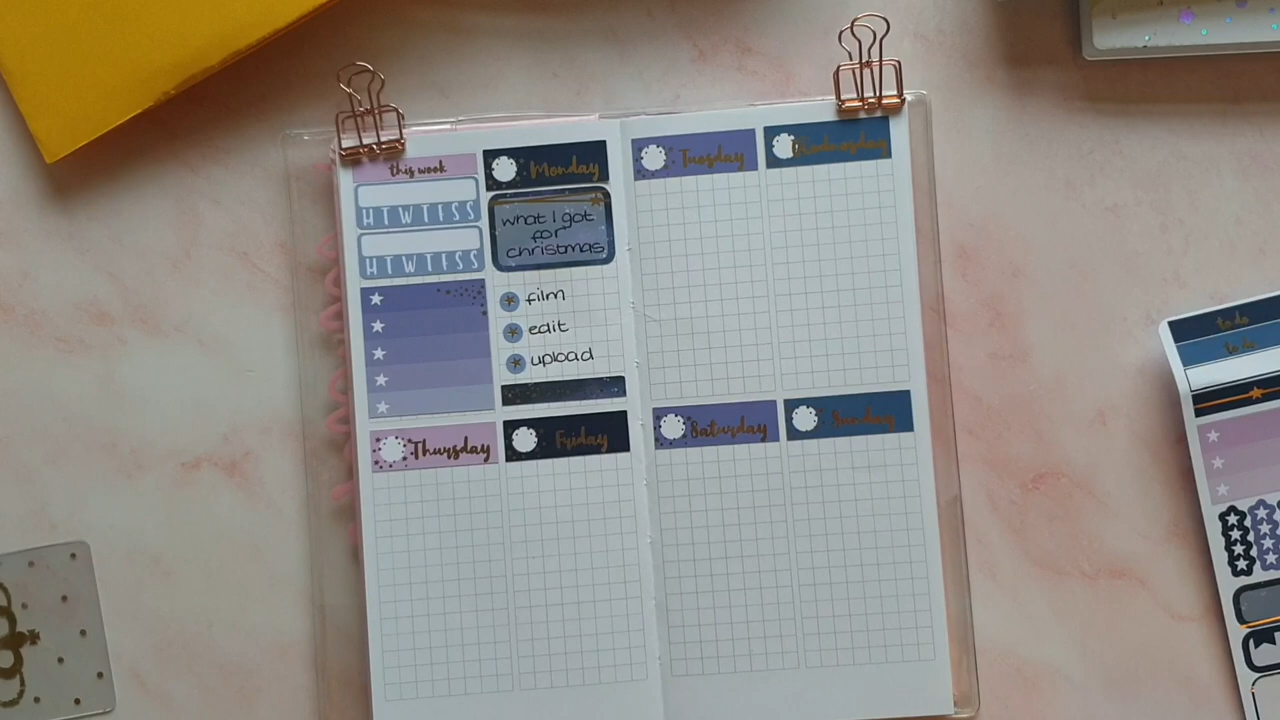 this week
MTWTFSS
MTWTFSS
Monday
what I got
for
christmas
film
edit
upload
Tuesday
Wednesday
Thursday
Friday
Saturday
Sunday
to do
to do